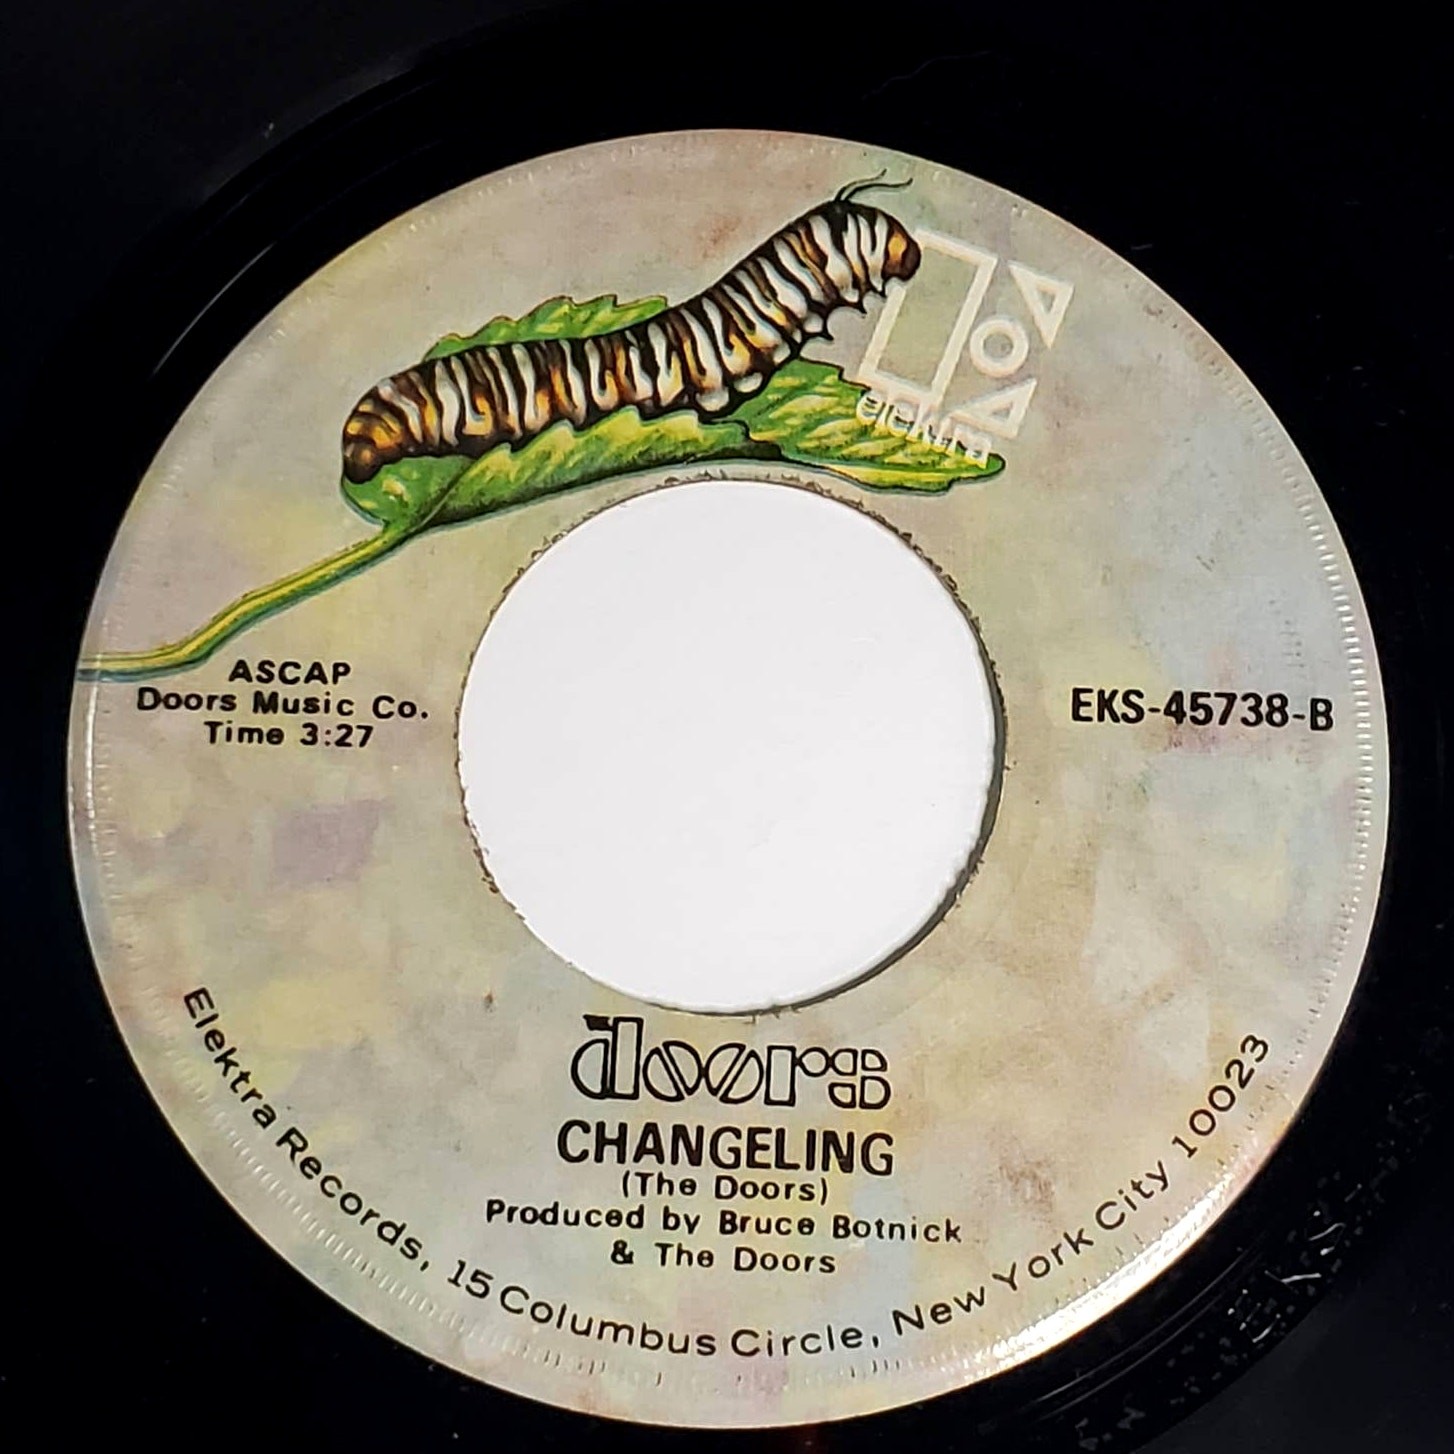 elektra
ASCAP
Doors Music Co.
Time 3:27
EKS-45738-B
doors
CHANGELING
(The Doors)
Produced by Bruce Botnick
& The Doors
Elektra Records, 15 Columbus Circle, New York City 10023